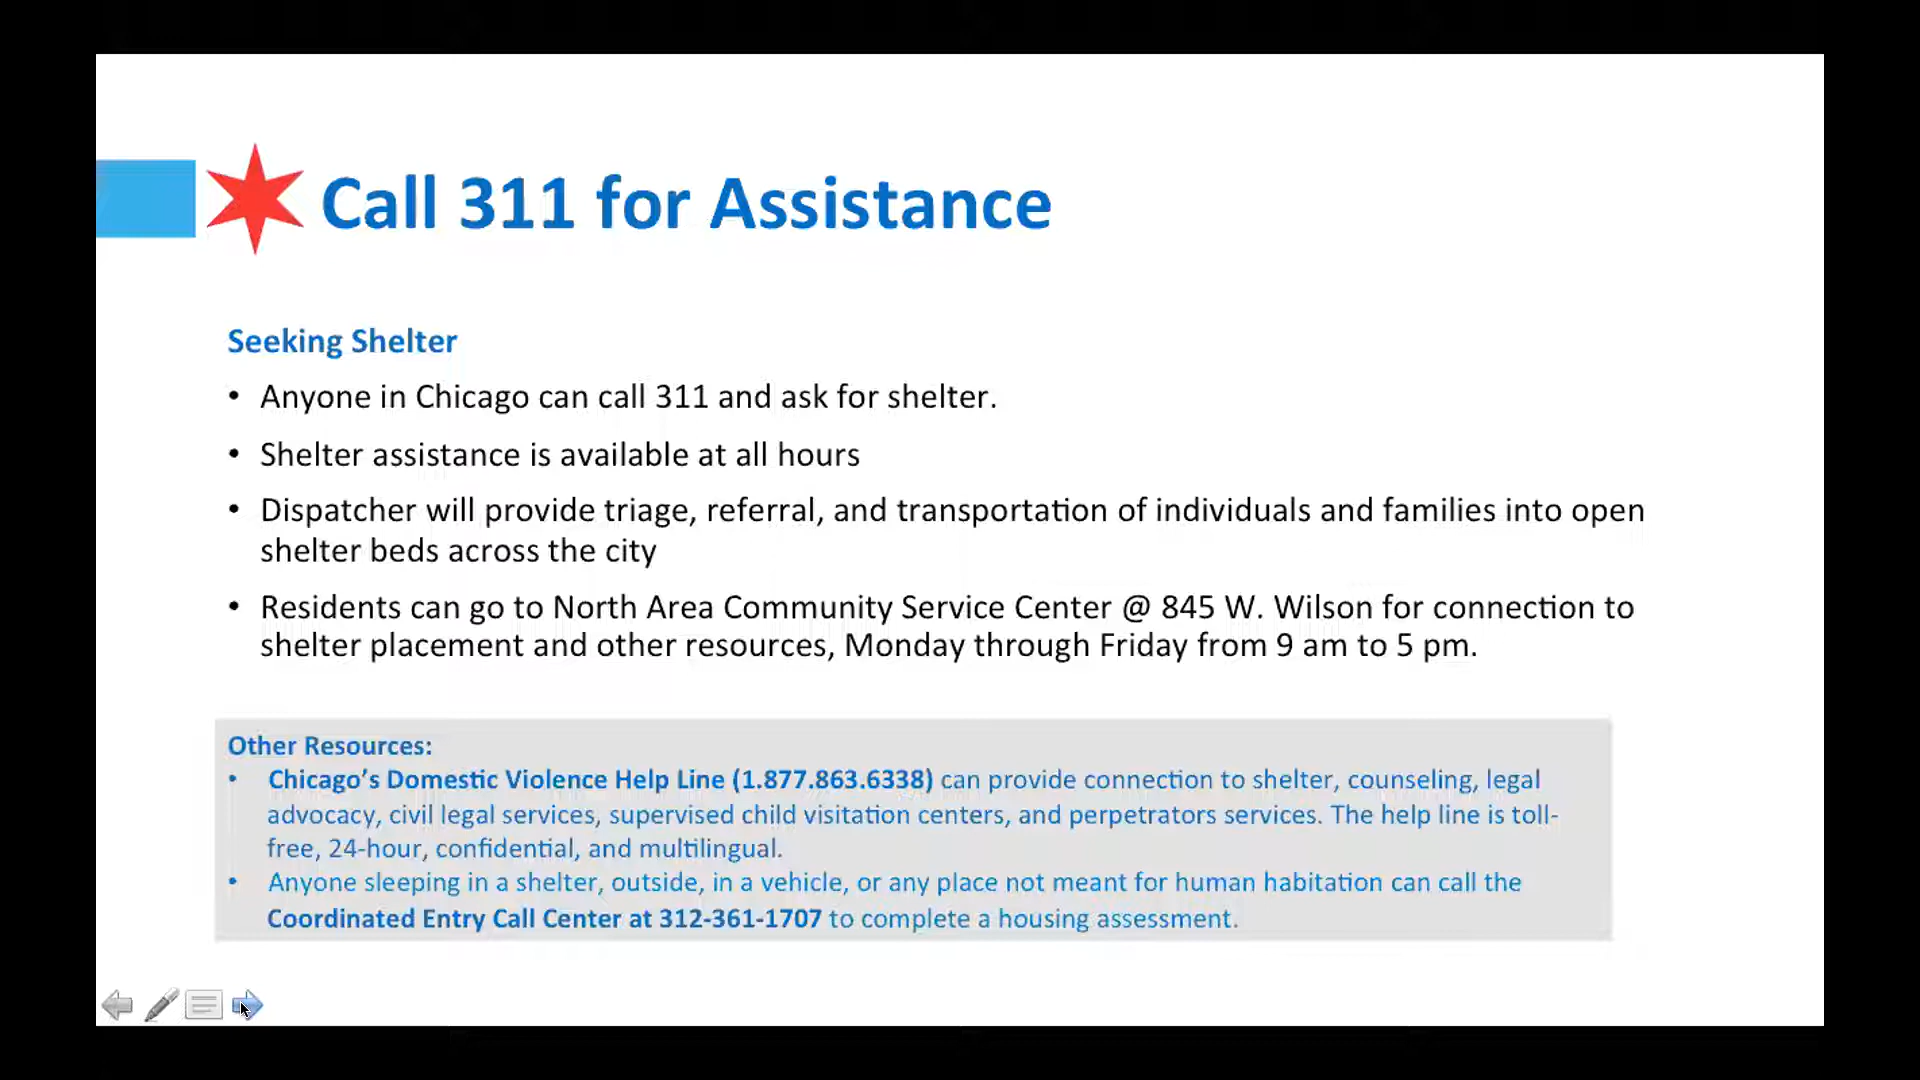 Call 311 for Assistance
Seeking Shelter
• Anyone in Chicago can call 311 and ask for shelter.
• Shelter assistance is available at all hours
• Dispatcher will provide triage, referral, and transportation of individuals and families into open
shelter beds across the city
• Residents can go to North Area Community Service Center @ 845 W. Wilson for connection to
shelter placement and other resources, Monday through Friday from 9 am to 5 pm.
Other Resources:
• Chicago’s Domestic Violence Help Line (1.877.863.6338) can provide connection to shelter, counseling, legal
advocacy, civil legal services, supervised child visitation centers, and perpetrators services. The help line is toll-
free, 24-hour, confidential, and multilingual.
• Anyone sleeping in a shelter, outside, in a vehicle, or any place not meant for human habitation can call the
Coordinated Entry Call Center at 312-361-1707 to complete a housing assessment.